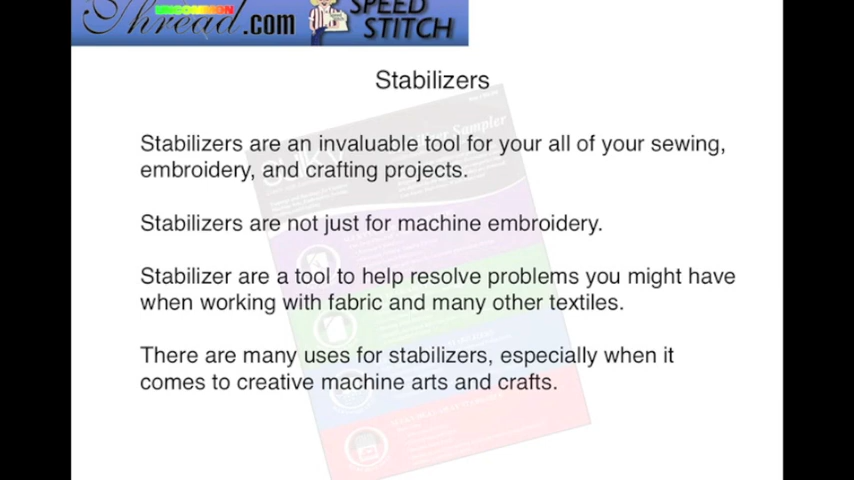 UNCOMMON
Thread.com
SPEED
STITCH
Stabilizers
Sampler
Stabilizers are an invaluable tool for your all of your sewing,
embroidery, and crafting projects.
Stabilizers are not just for machine embroidery.
Stabilizer are a tool to help resolve problems you might have
when working with fabric and many other textiles.
There are many uses for stabilizers, especially when it
comes to creative machine arts and crafts.